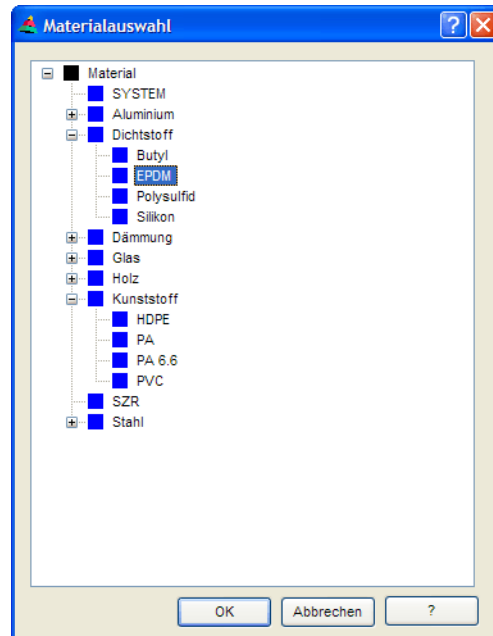 Materialauswahl
?
Material
SYSTEM
Aluminium
Dichtstoff
Butyl
EPDM
Polysulfid
Silikon
Dämmung
Glas
Holz
Kunststoff
HDPE
PA
PA 6.6
PVC
SZR
Stahl
OK Abbrechen ?